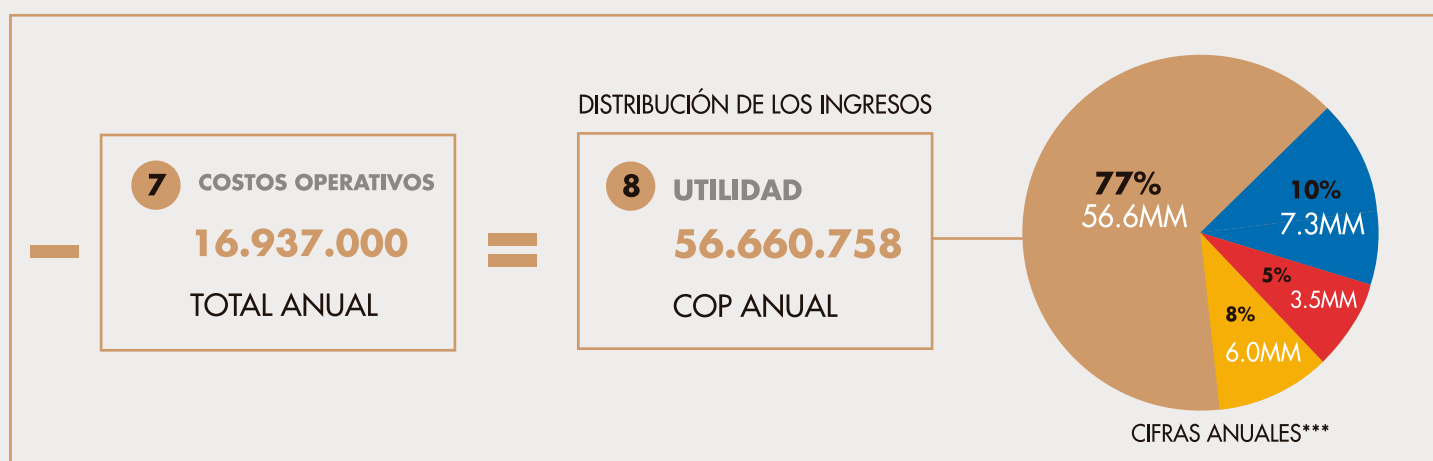 7 COSTOS OPERATIVOS
16.937.000
TOTAL ANUAL
DISTRIBUCIÓN DE LOS INGRESOS
8 UTILIDAD
56.660.758
COP ANUAL
77%
56.6MM
10%
7.3MM
5%
3.5MM
8%
6.0MM
CIFRAS ANUALES***